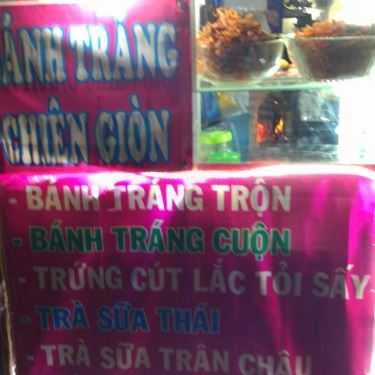 BÁNH TRÁNG
CHIÊN GIÒN
- BÁNH TRÁNG TRỘN
- BÁNH TRÁNG CUỘN
- TRỨNG CÚT LẮC TỎI SẤY
- TRÀ SỮA THÁI
- TRÀ SỮA TRÂN CHÂU